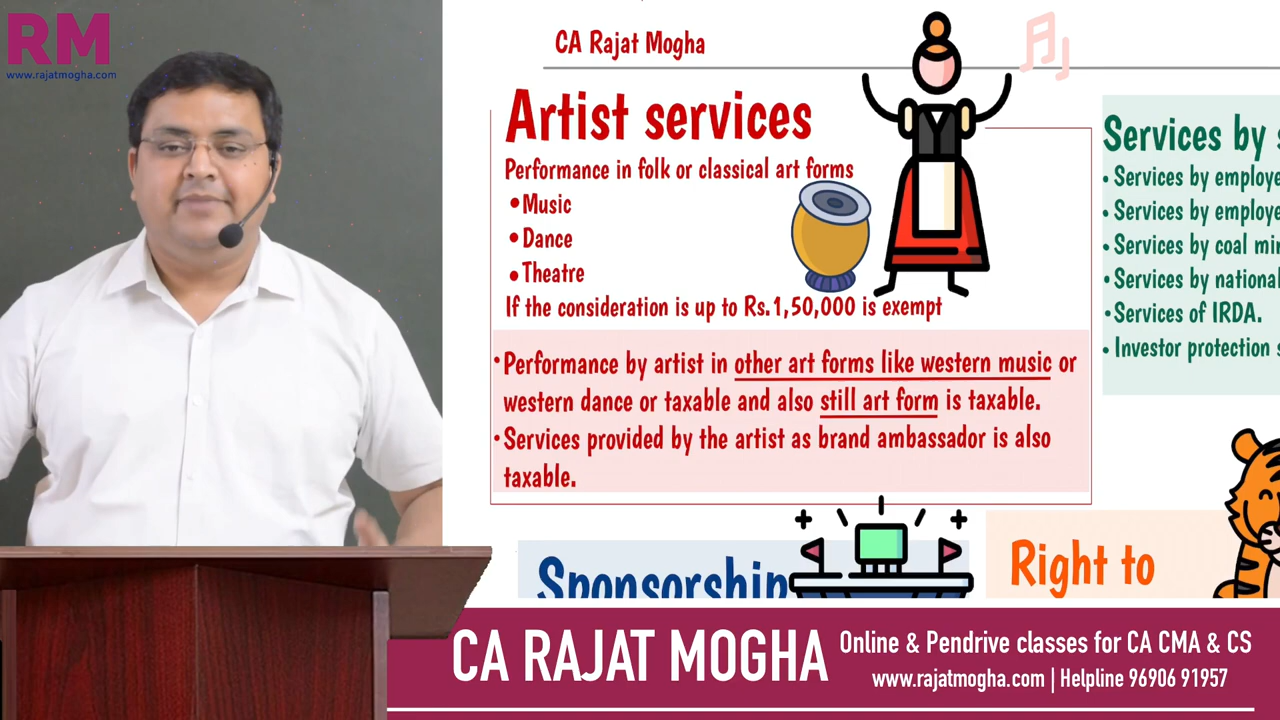 RM
www.rajatmogha.com
CA Rajat Mogha
Artist services
Performance in folk or classical art forms
•Music
•Dance
•Theatre
If the consideration is up to Rs.1,50,000 is exempt
•Performance by artist in other art forms like western music or
western dance or taxable and also still art form is taxable.
•Services provided by the artist as brand ambassador is also
taxable.
Services by
• Services by
• Services by
• Services by coal
• Services by
• Services of IRDA.
• Investor protection
Sponsorship
Right to
CA RAJAT MOGHA
Online & Pendrive classes for CA CMA & CS
www.rajatmogha.com | Helpline 96906 91957